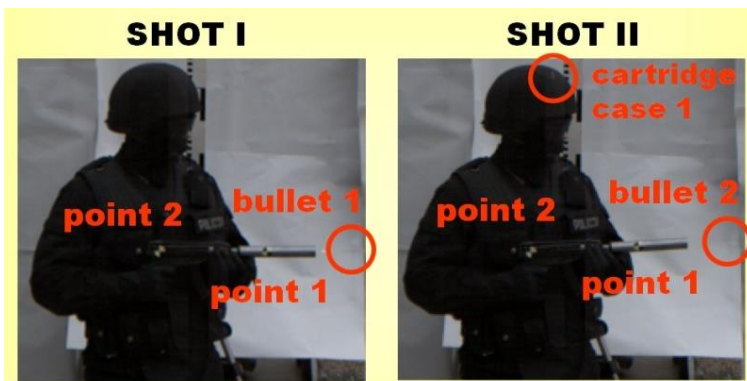 SHOT I
SHOT II
point 2
bullet 1
point 1
cartridge
case 1
point 2
bullet 2
point 1